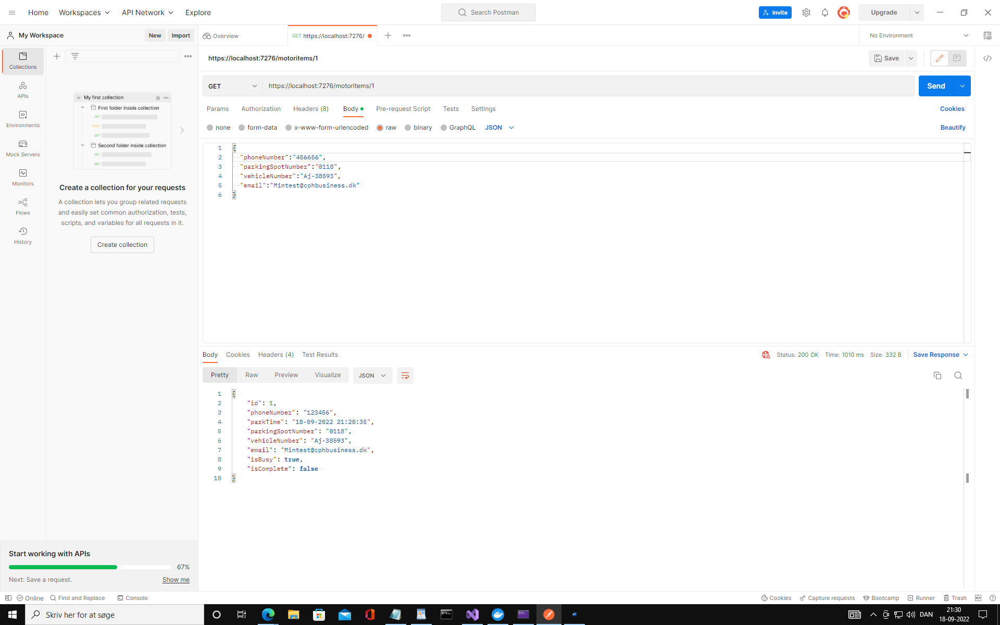 Home Workspaces API Network Explore Search Postman Invite Upgrade
My Workspace New Import Overview GET https://localhost:7276/ No Environment
Collections
APIs
Environments
Mock Servers
Monitors
Flows
History
My first collection
First folder inside collection
GET
POST
GET
Second folder inside collection
GET
GET
Create a collection for your requests
A collection lets you group related requests
and easily set common authorization, tests,
scripts, and variables for all requests in it.
Create collection
https://localhost:7276/motoritems/1 Save
GET https://localhost:7276/motoritems/1 Send
Params Authorization Headers (8) Body Pre-request Script Tests Settings Cookies
none form-data x-www-form-urlencoded raw binary GraphQL JSON Beautify
1 {
2 "phoneNumber":"456656",
3 "parkingSpotNumber":"0118",
4 "vehicleNumber":"Aj-38593",
5 "email":"Mintest@cphbusiness.dk"
6 }
Body Cookies Headers (4) Test Results Status: 200 OK Time: 1010 ms Size: 332 B Save Response
Pretty Raw Preview Visualize JSON
1 {
2 "id": 1,
3 "phoneNumber": "123456",
4 "parkTime": "18-09-2022 21:20:35",
5 "parkingSpotNumber": "0118",
6 "vehicleNumber": "Aj-38593",
7 "email": "Mintest@cphbusiness.dk",
8 "isBusy": true,
9 "isComplete": false
10 }
Start working with APIs
67%
Next: Save a request. Show me
Online Find and Replace Console Cookies Capture requests Bootcamp Runner Trash
Skriv her for at søge DAN 21:30
18-09-2022